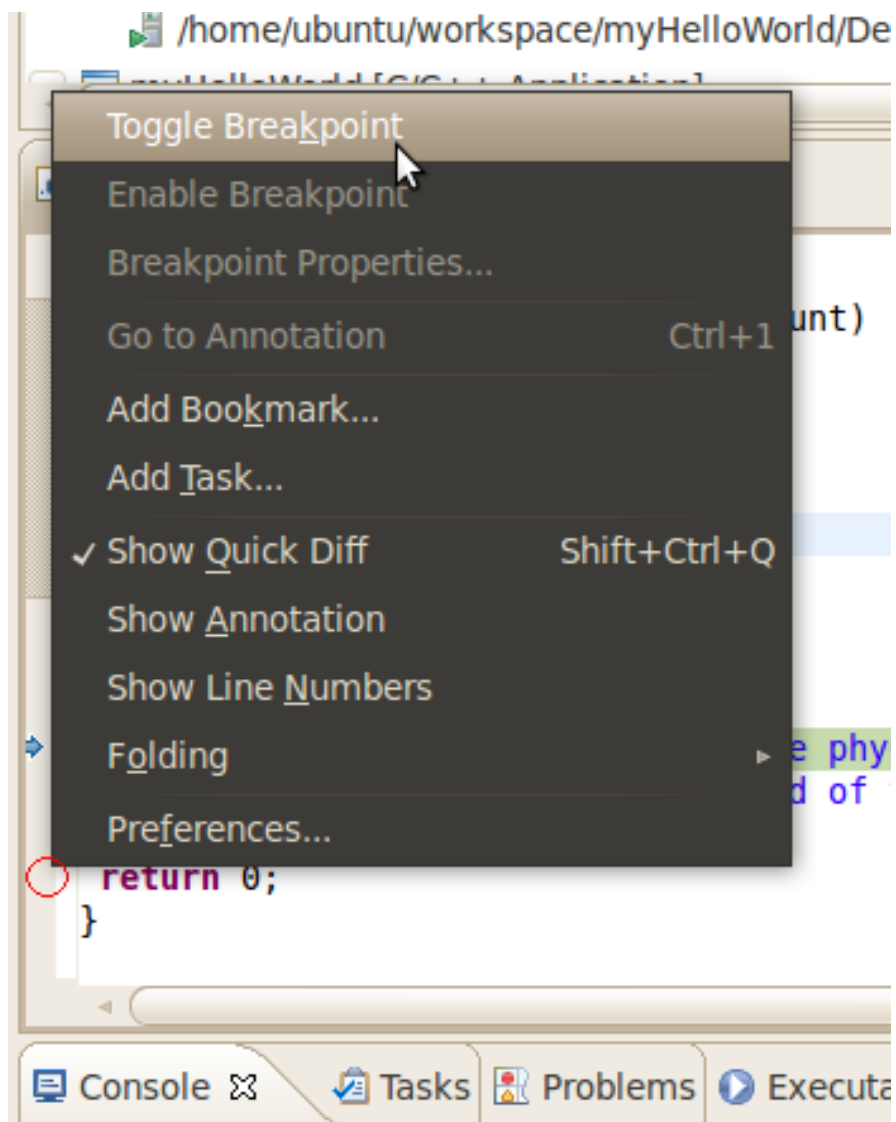 /home/ubuntu/workspace/myHelloWorld/De
myHelloWorld [C/C++ Application]
Toggle Breakpoint
Enable Breakpoint
Breakpoint Properties...
Go to Annotation Ctrl+1
unt)
Add Bookmark...
Add Task...
Show Quick Diff Shift+Ctrl+Q
Show Annotation
Show Line Numbers
Folding
e phy
Preferences...
d of
return 0;
}
Console Tasks Problems Executa